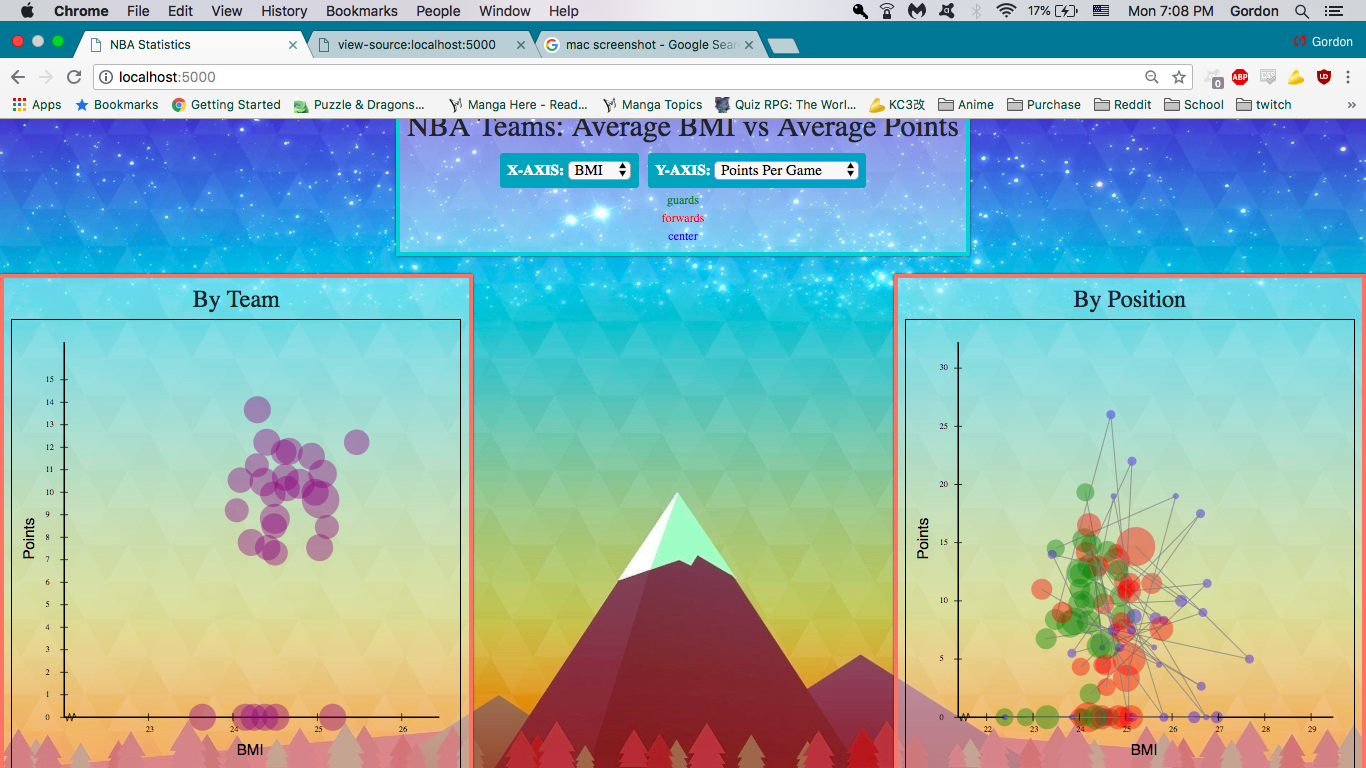 Chrome File Edit View History Bookmarks People Window Help 17% Mon 7:08 PM Gordon
NBA Statistics view-source:localhost:5000 mac screenshot - Google Sear Gordon
localhost:5000 0 ABP CSS UD
Apps Bookmarks Getting Started Puzzle & Dragons... Manga Here - Read... Manga Topics Quiz RPG: The Worl... KC3改 Anime Purchase Reddit School twitch »
NBA Teams: Average BMI vs Average Points
X-AXIS: BMI Y-AXIS: Points Per Game
guards
forwards
center
By Team
15
14
13
12
11
10
9
8
7
6
5
4
3
2
1
0
Points
23 24 25 26
BMI
By Position
30
25
20
15
10
5
0
Points
22 23 24 25 26 27 28 29
BMI